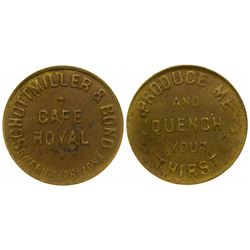 SCHOTTMILLER & BOND
CAFE
ROYAL
PRODUCE ME
AND
QUENCH
YOUR
THIRST